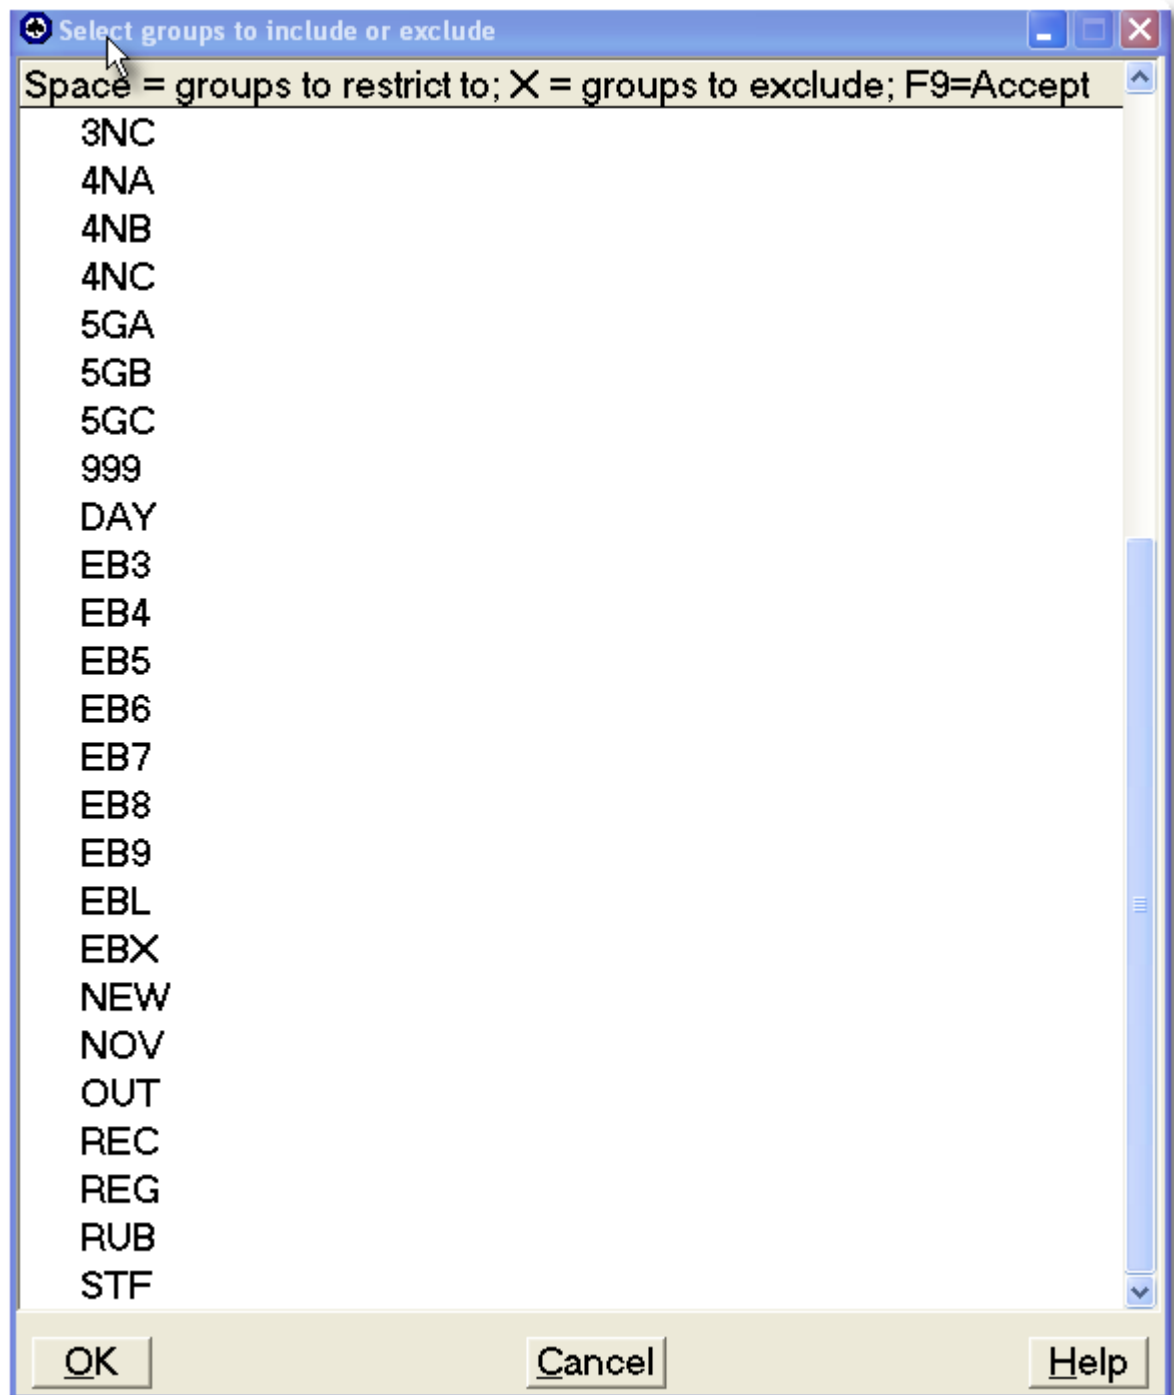 Select groups to include or exclude
Space = groups to restrict to; X = groups to exclude; F9=Accept
3NC
4NA
4NB
4NC
5GA
5GB
5GC
999
DAY
EB3
EB4
EB5
EB6
EB7
EB8
EB9
EBL
EBX
NEW
NOV
OUT
REC
REG
RUB
STF
OK Cancel Help